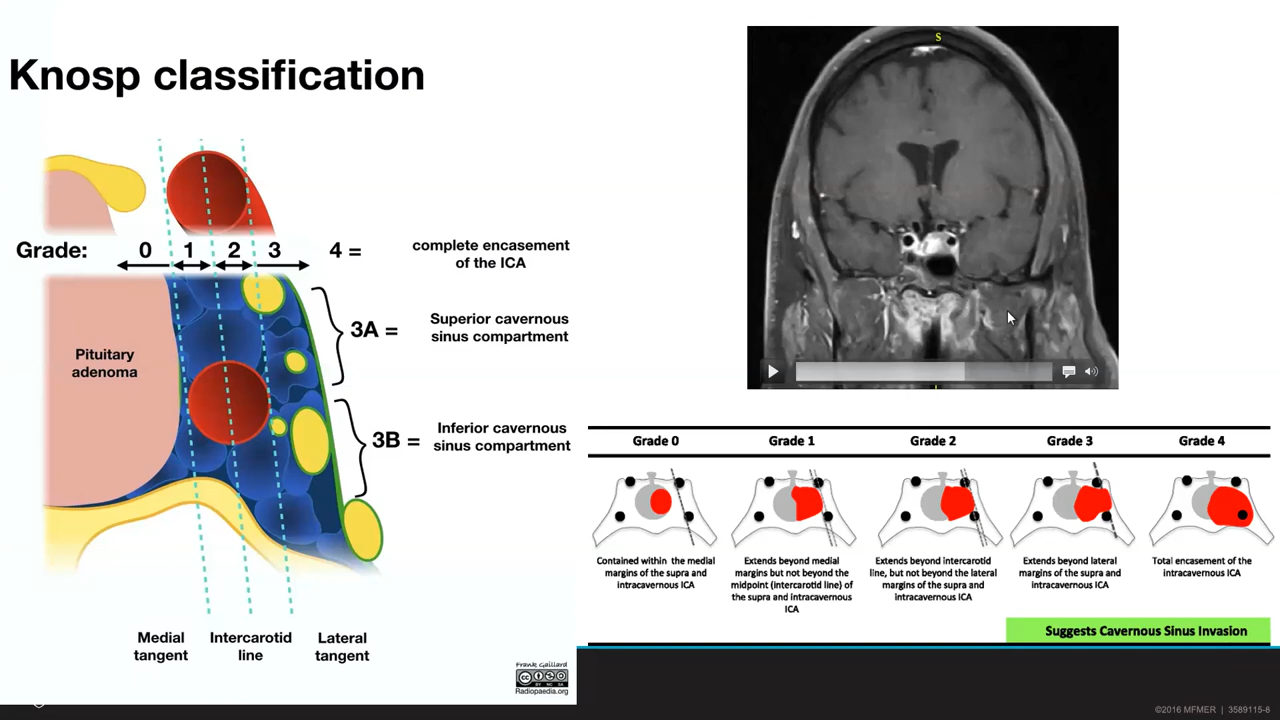 Knosp classification
S
Grade:
0
1
2
3
4 =
complete encasement
of the ICA
3A =
Superior cavernous
sinus compartment
Pituitary
adenoma
3B =
Inferior cavernous
sinus compartment
Medial
tangent
Intercarotid
line
Lateral
tangent
Frank Gaillard
CC
BY NC SA
Radiopaedia.org
Grade 0
Grade 1
Grade 2
Grade 3
Grade 4
Contained within the medial
margins of the supra and
intracavernous ICA
Extends beyond medial
margins but not beyond the
midpoint (intercarotid line) of
the supra and intracavernous
ICA
Extends beyond intercarotid
line, but not beyond the lateral
margins of the supra and
intracavernous ICA
Extends beyond lateral
margins of the supra and
intracavernous ICA
Total encasement of the
intracavernous ICA
Suggests Cavernous Sinus Invasion
©2016 MFMER | 3589115-8